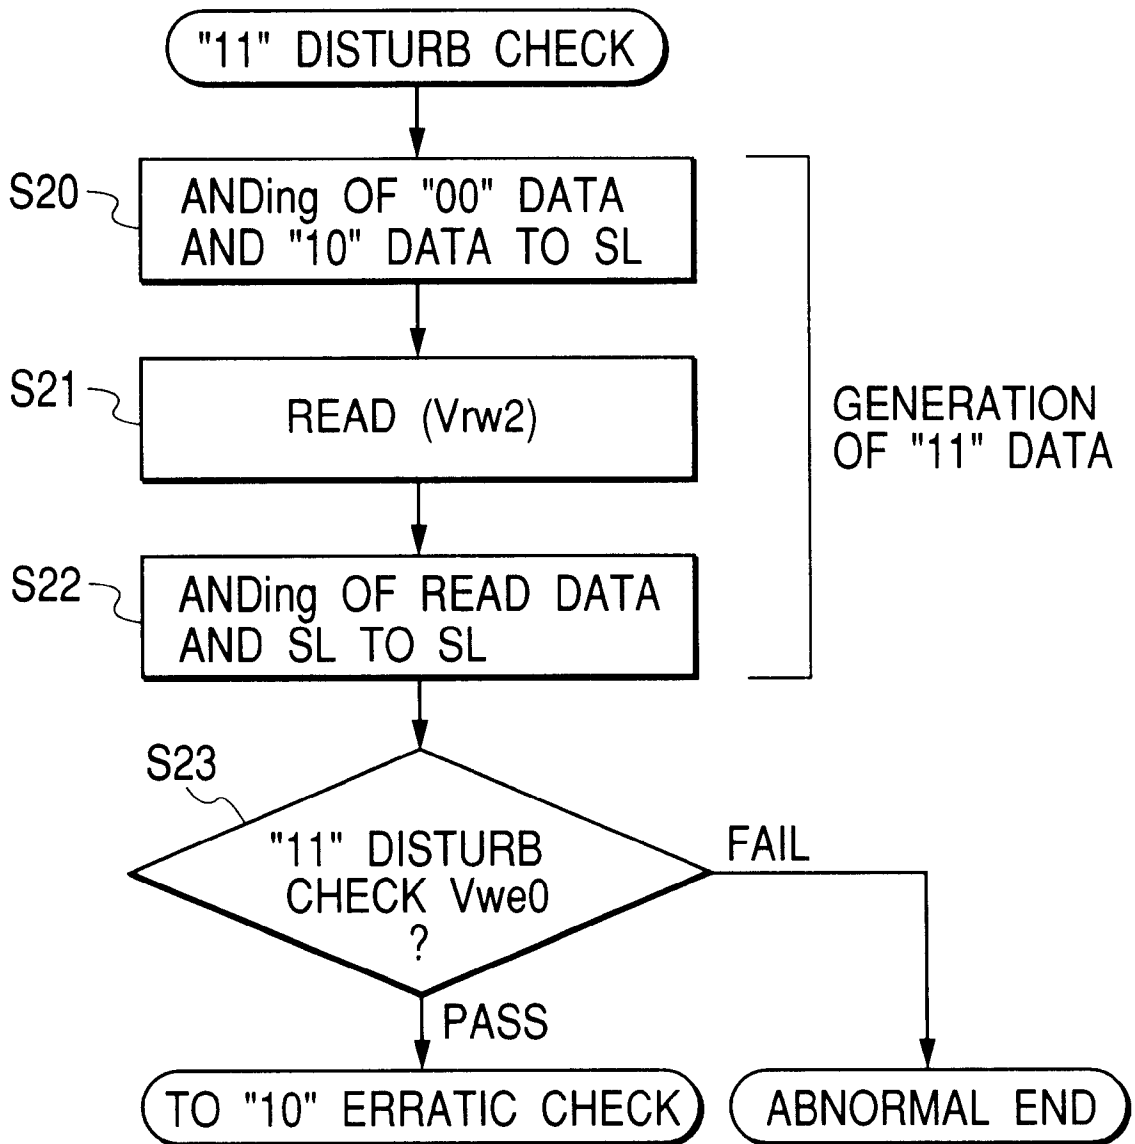 "11" DISTURB CHECK
S20
ANDing OF "00" DATA
AND "10" DATA TO SL
S21
READ (Vrw2)
GENERATION
OF "11" DATA
S22
ANDing OF READ DATA
AND SL TO SL
S23
"11" DISTURB
CHECK Vwe0
?
FAIL
PASS
TO "10" ERRATIC CHECK
ABNORMAL END